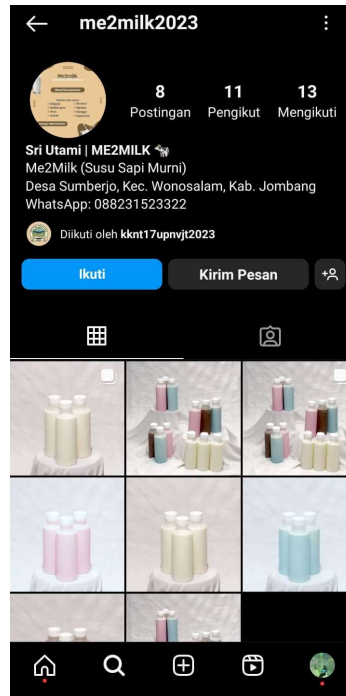 me2milk2023
8 11 13
Postingan Pengikut Mengikuti
Me2milk
Sri Utami | ME2MILK 🐄
Me2Milk (Susu Sapi Murni)
Desa Sumberjo, Kec. Wonosalam, Kab. Jombang
WhatsApp: 088231523322
Diikuti oleh kknt17upnvjt2023
Ikuti Kirim Pesan